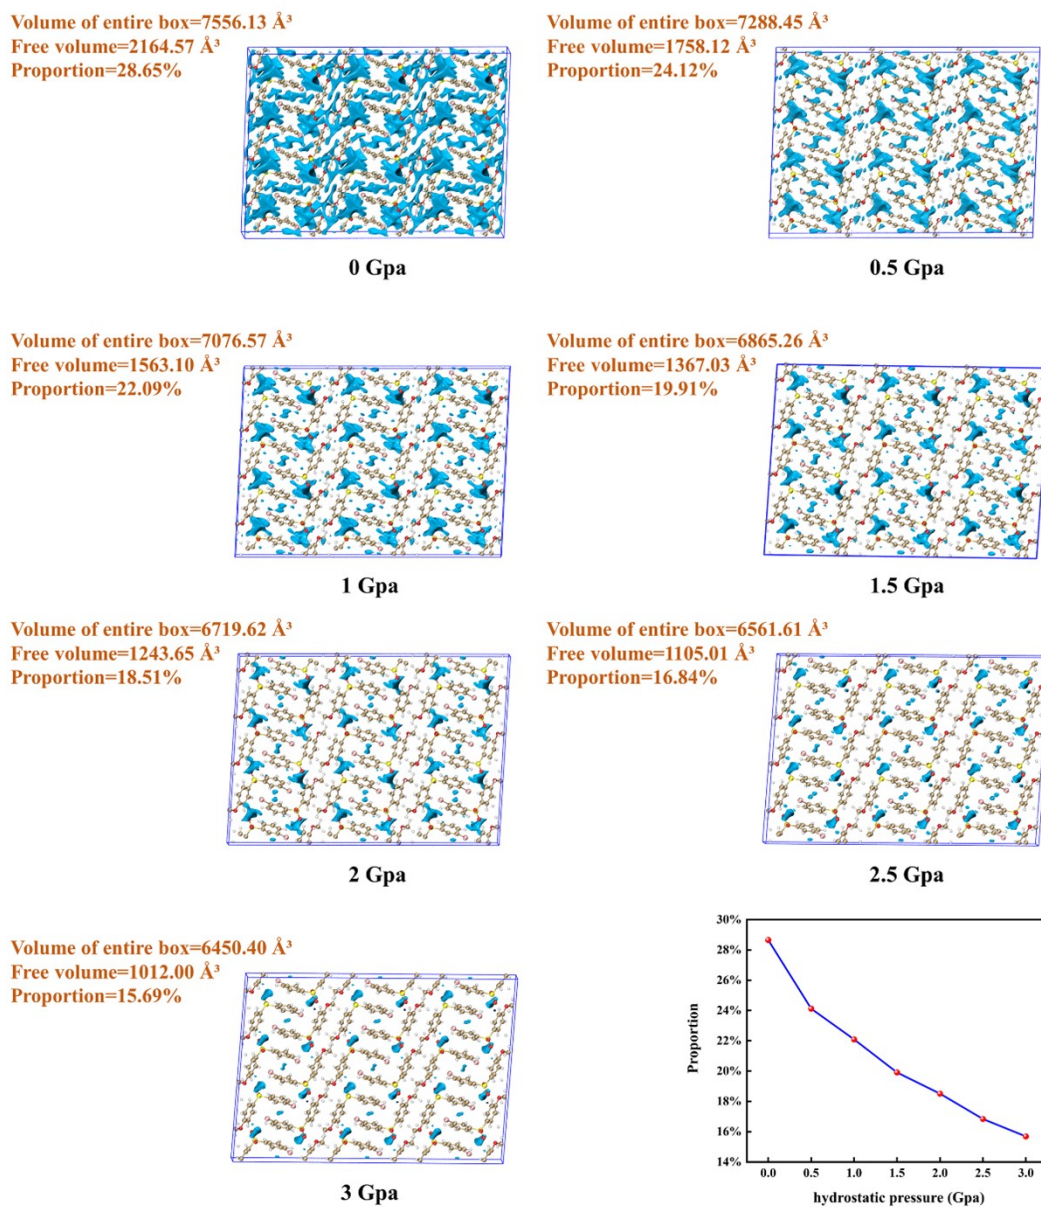 Volume of entire box=7556.13 Å³
Free volume=2164.57 Å³
Proportion=28.65%
0 Gpa
Volume of entire box=7288.45 Å³
Free volume=1758.12 Å³
Proportion=24.12%
0.5 Gpa
Volume of entire box=7076.57 Å³
Free volume=1563.10 Å³
Proportion=22.09%
1 Gpa
Volume of entire box=6865.26 Å³
Free volume=1367.03 Å³
Proportion=19.91%
1.5 Gpa
Volume of entire box=6719.62 Å³
Free volume=1243.65 Å³
Proportion=18.51%
2 Gpa
Volume of entire box=6561.61 Å³
Free volume=1105.01 Å³
Proportion=16.84%
2.5 Gpa
Volume of entire box=6450.40 Å³
Free volume=1012.00 Å³
Proportion=15.69%
3 Gpa
30%
28%
26%
24%
22%
20%
18%
16%
14%
Proportion
0.0 0.5 1.0 1.5 2.0 2.5 3.0
hydrostatic pressure (Gpa)